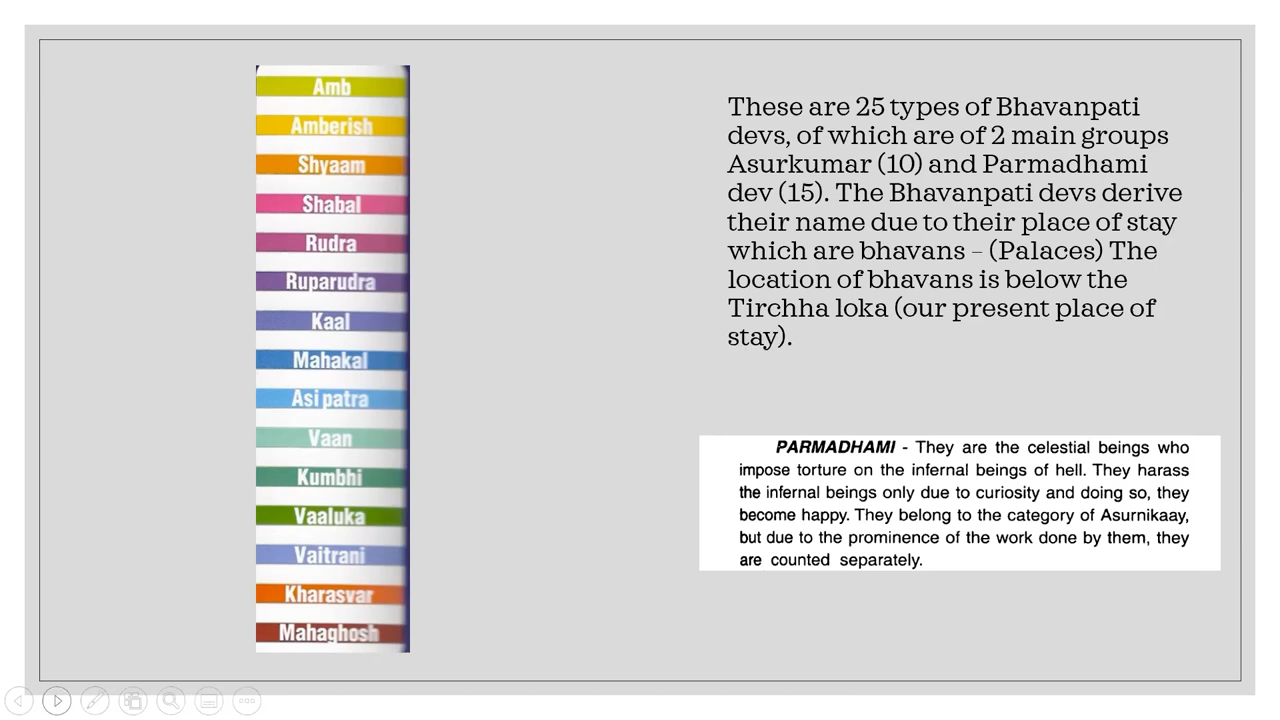 Amb
Amberish
Shyaam
Shabal
Rudra
Ruparudra
Kaal
Mahakal
Asi patra
Vaan
Kumbhi
Vaaluka
Vaitrani
Kharasvar
Mahaghosh
These are 25 types of Bhavanpati
devs, of which are of 2 main groups
Asurkumar (10) and Parmadhami
dev (15). The Bhavanpati devs derive
their name due to their place of stay
which are bhavans – (Palaces) The
location of bhavans is below the
Tirchha loka (our present place of
stay).
PARMADHAMI - They are the celestial beings who
impose torture on the infernal beings of hell. They harass
the infernal beings only due to curiosity and doing so, they
become happy. They belong to the category of Asurnikaay,
but due to the prominence of the work done by them, they
are counted separately.